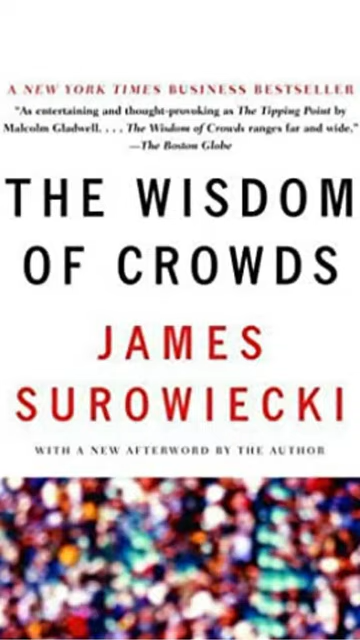 A NEW YORK TIMES BUSINESS BESTSELLER
"As entertaining and thought-provoking as The Tipping Point by
Malcolm Gladwell. . . . The Wisdom of Crowds ranges far and wide."
—The Boston Globe
THE WISDOM
OF CROWDS
JAMES
SUROWIECKI
WITH A NEW AFTERWORD BY THE AUTHOR